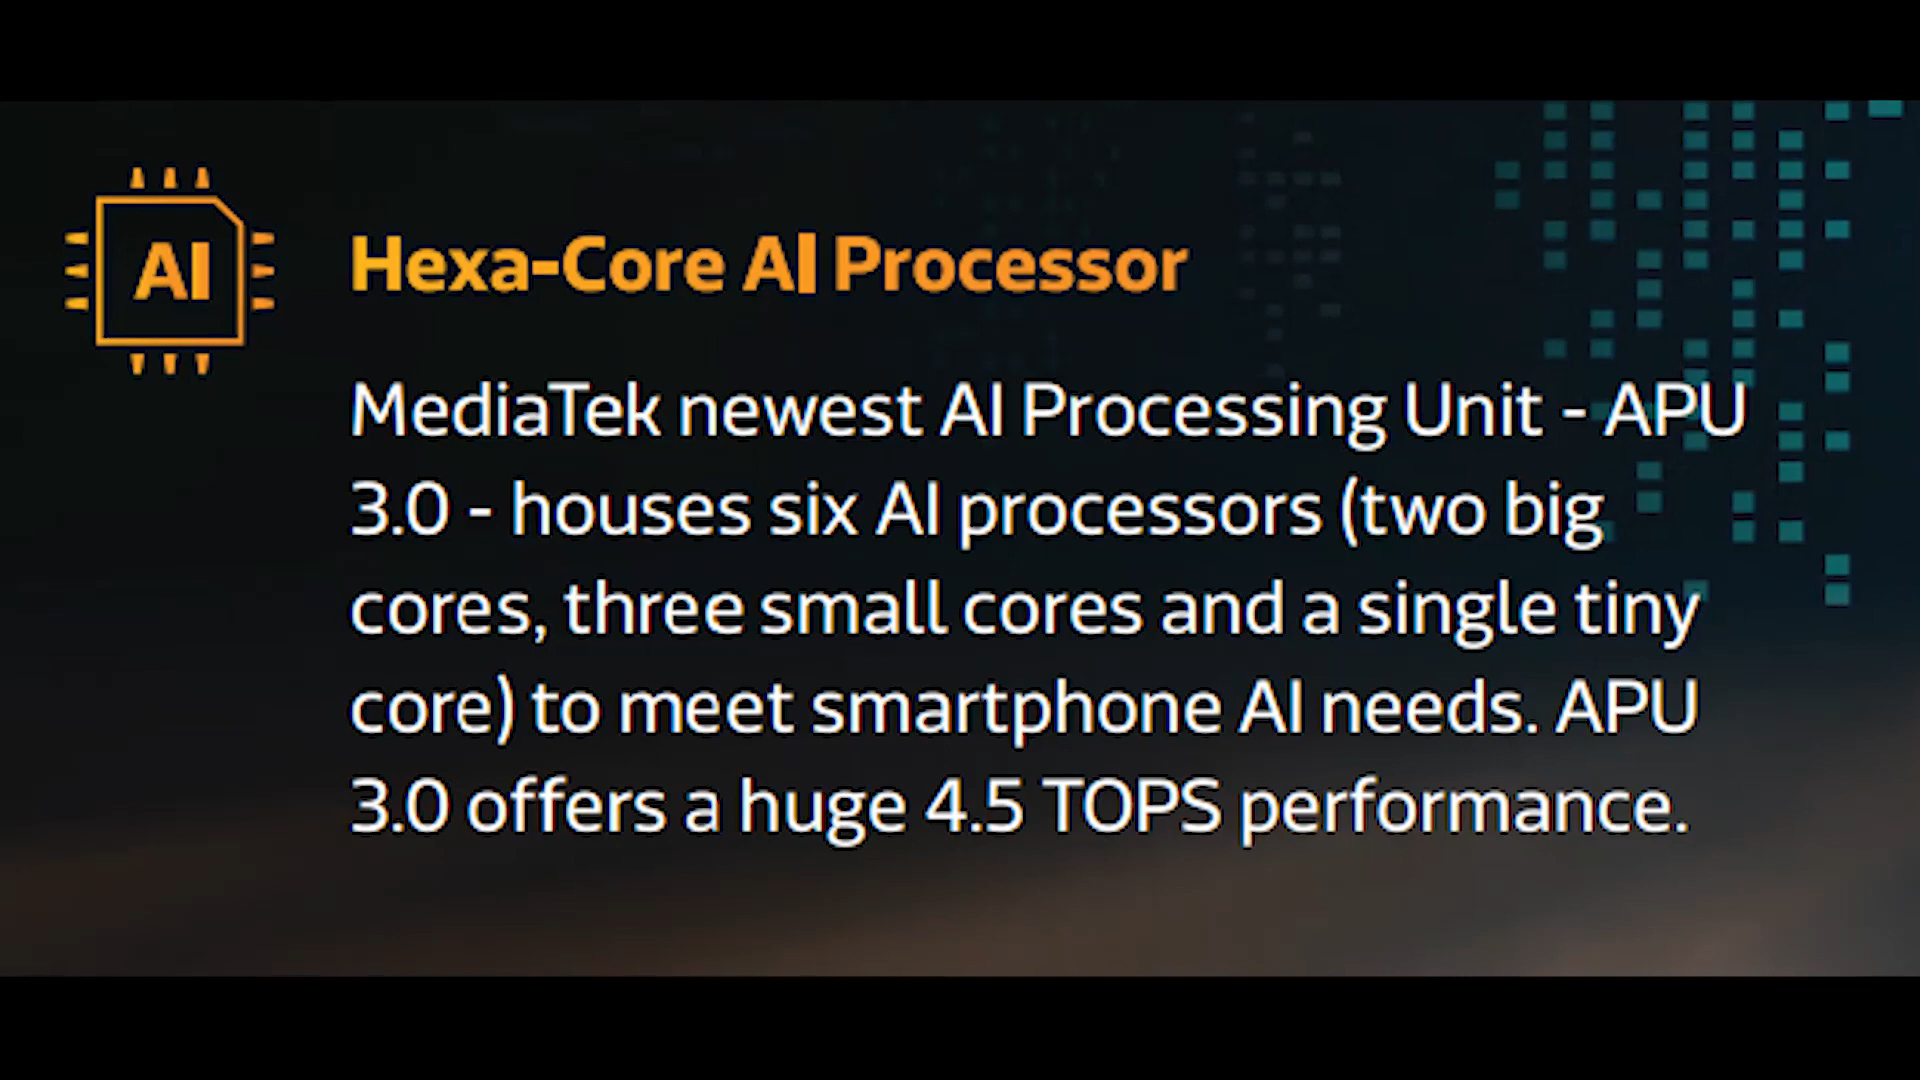 AI
Hexa-Core AI Processor
MediaTek newest AI Processing Unit - APU
3.0 - houses six AI processors (two big
cores, three small cores and a single tiny
core) to meet smartphone AI needs. APU
3.0 offers a huge 4.5 TOPS performance.